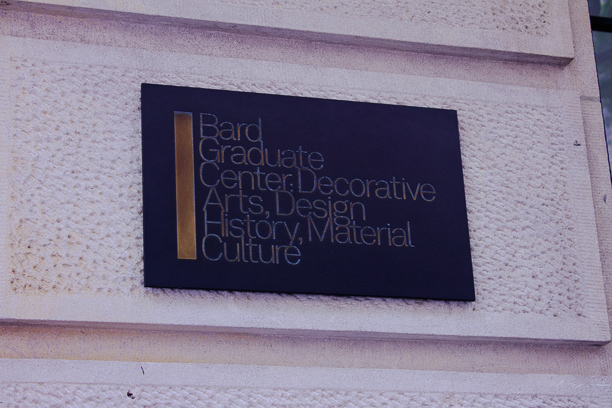 Bard
Graduate
Center: Decorative
Arts, Design
History, Material
Culture